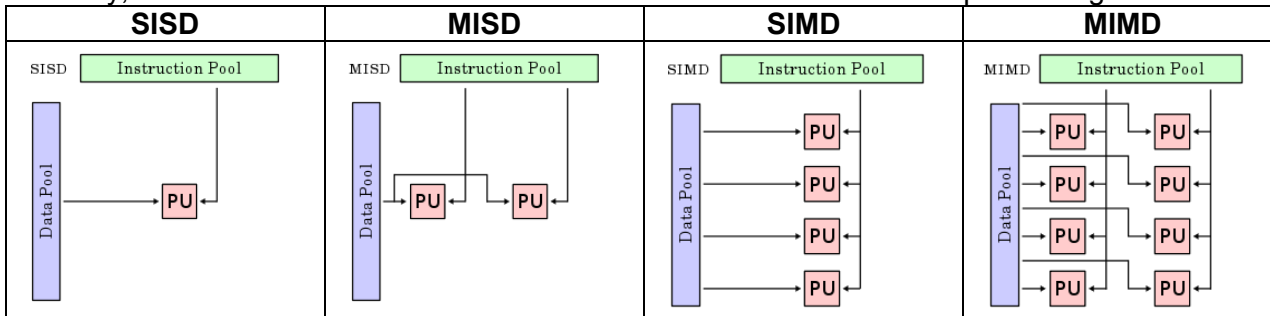 SISD MISD SIMD MIMD
SISD Instruction Pool
Data Pool
PU
MISD Instruction Pool
Data Pool
PU PU
SIMD Instruction Pool
Data Pool
PU
PU
PU
PU
MIMD Instruction Pool
Data Pool
PU PU
PU PU
PU PU
PU PU